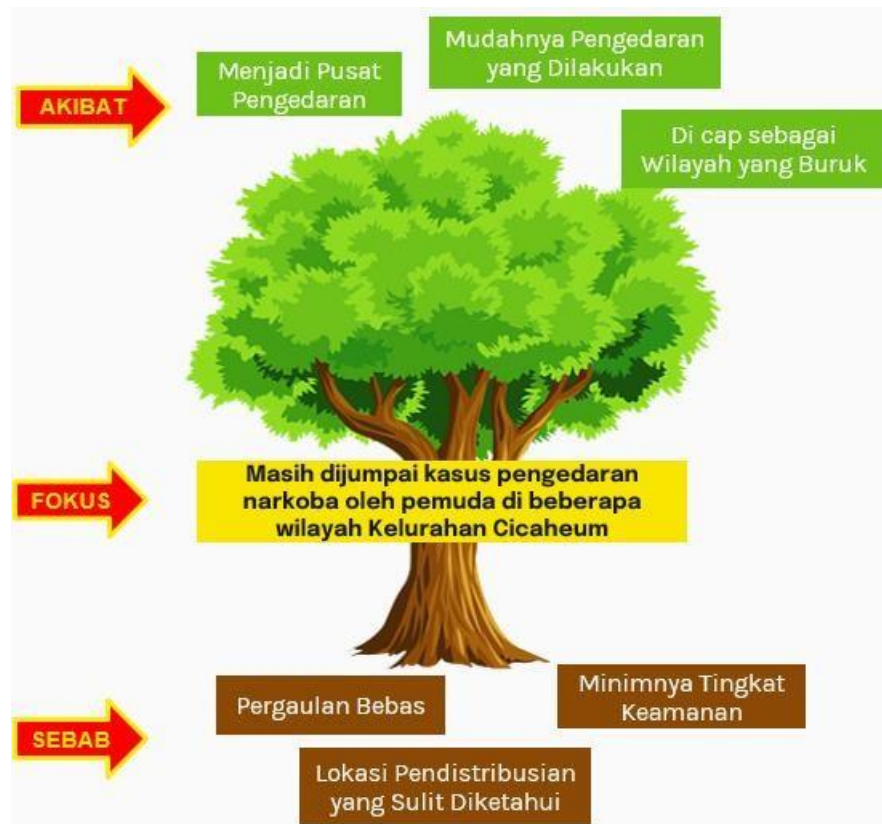 Mudahnya Pengedaran
yang Dilakukan
Menjadi Pusat
Pengedaran
AKIBAT
Di cap sebagai
Wilayah yang Buruk
Masih dijumpai kasus pengedaran
narkoba oleh pemuda di beberapa
wilayah Kelurahan Cicaheum
FOKUS
Minimnya Tingkat
Keamanan
Pergaulan Bebas
SEBAB
Lokasi Pendistribusian
yang Sulit Diketahui